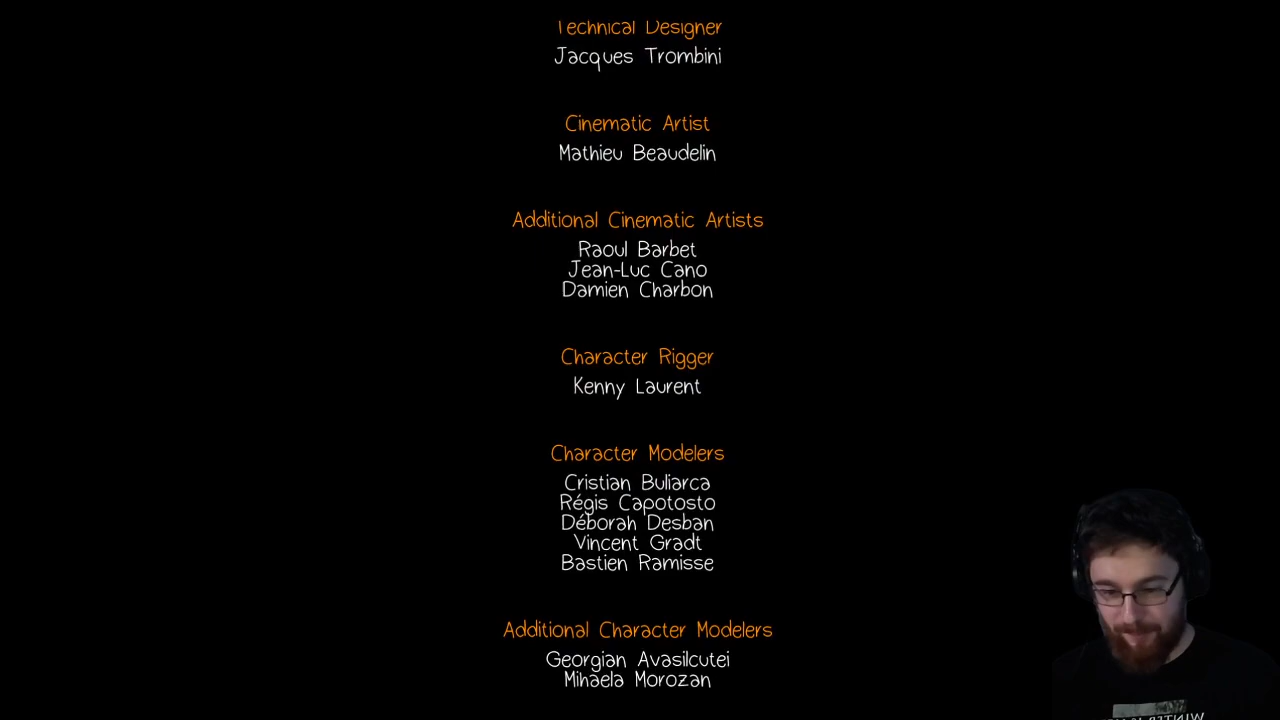 Technical Designer
Jacques Trombini
Cinematic Artist
Mathieu Beaudelin
Additional Cinematic Artists
Raoul Barbet
Jean-Luc Cano
Damien Charbon
Character Rigger
Kenny Laurent
Character Modelers
Cristian Buliarca
Régis Capotosto
Déborah Desban
Vincent Gradt
Bastien Ramisse
Additional Character Modelers
Georgian Avasilcutei
Mihaela Morozan